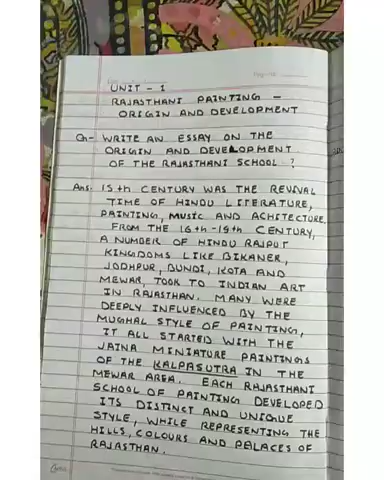 UNIT - 1
RAJASTHANI PAINTING -
ORIGIN AND DEVELOPMENT
Qn- WRITE AN ESSAY ON THE
ORIGIN AND DEVELOPMENT
OF THE RAJASTHANI SCHOOL - ?
Ans. 15th CENTURY WAS THE REVIVAL
TIME OF HINDU LITERATURE,
PAINTING, MUSIC AND ACHITECTURE.
FROM THE 16th-19th CENTURY,
A NUMBER OF HINDU RAJPUT
KINGDOMS LIKE BIKANER,
JODHPUR, BUNDI, KOTA AND
MEWAR, TOOK TO INDIAN ART
IN RAJASTHAN. MANY WERE
DEEPLY INFLUENCED BY THE
MUGHAL STYLE OF PAINTING,
IT ALL STARTED WITH THE
JAINA MINIATURE PAINTINGS
OF THE KALPASUTRA IN THE
MEWAR AREA. EACH RAJASTHANI
SCHOOL OF PAINTING DEVELOPED
ITS DISTINCT AND UNIQUE
STYLE, WHILE REPRESENTING THE
HILLS, COLOURS AND PALACES OF
RAJASTHAN.